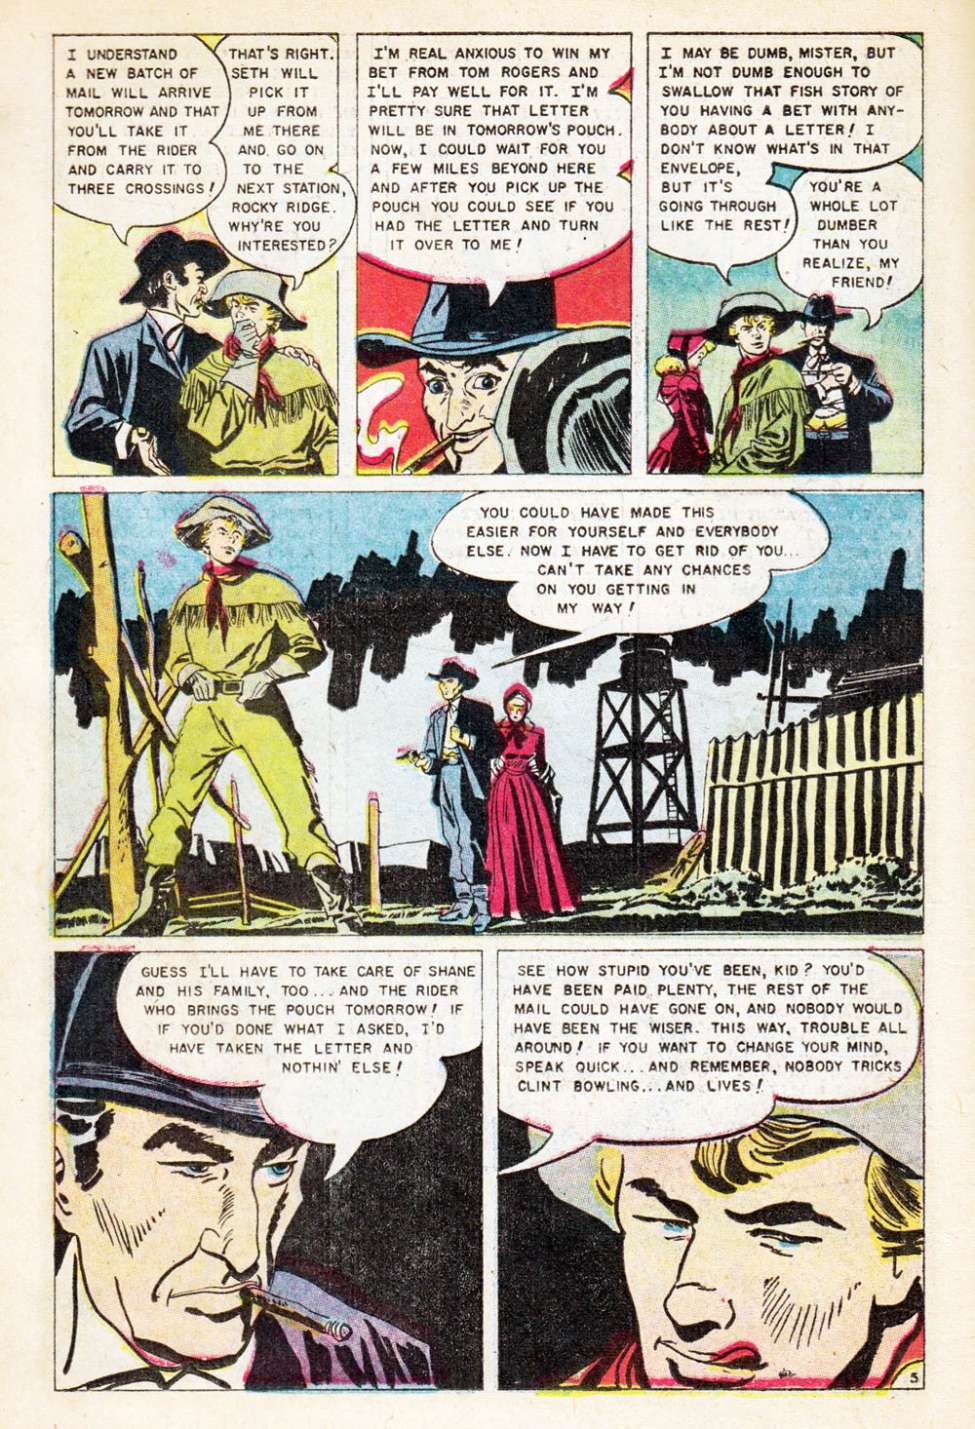 I UNDERSTAND
A NEW BATCH OF
MAIL WILL ARRIVE
TOMORROW AND THAT
YOU'LL TAKE IT
FROM THE RIDER
AND CARRY IT TO
THREE CROSSINGS!
THAT'S RIGHT.
SETH WILL
PICK IT
UP FROM
ME THERE
AND GO ON
TO THE
NEXT STATION,
ROCKY RIDGE.
WHY'RE YOU
INTERESTED?
I'M REAL ANXIOUS TO WIN MY
BET FROM TOM ROGERS AND
I'LL PAY WELL FOR IT. I'M
PRETTY SURE THAT LETTER
WILL BE IN TOMORROW'S POUCH.
NOW, I COULD WAIT FOR YOU
A FEW MILES BEYOND HERE
AND AFTER YOU PICK UP THE
POUCH YOU COULD SEE IF YOU
HAD THE LETTER AND TURN
IT OVER TO ME!
I MAY BE DUMB, MISTER, BUT
I'M NOT DUMB ENOUGH TO
SWALLOW THAT FISH STORY OF
YOU HAVING A BET WITH ANY-
BODY ABOUT A LETTER! I
DON'T KNOW WHAT'S IN THAT
ENVELOPE,
BUT IT'S
GOING THROUGH
LIKE THE REST!
YOU'RE A
WHOLE LOT
DUMBER
THAN YOU
REALIZE, MY
FRIEND!
YOU COULD HAVE MADE THIS
EASIER FOR YOURSELF AND EVERYBODY
ELSE. NOW I HAVE TO GET RID OF YOU...
CAN'T TAKE ANY CHANCES
ON YOU GETTING IN
MY WAY!
GUESS I'LL HAVE TO TAKE CARE OF SHANE
AND HIS FAMILY, TOO... AND THE RIDER
WHO BRINGS THE POUCH TOMORROW! IF
IF YOU'D DONE WHAT I ASKED, I'D
HAVE TAKEN THE LETTER AND
NOTHIN' ELSE!
SEE HOW STUPID YOU'VE BEEN, KID? YOU'D
HAVE BEEN PAID PLENTY, THE REST OF THE
MAIL COULD HAVE GONE ON, AND NOBODY WOULD
HAVE BEEN THE WISER. THIS WAY, TROUBLE ALL
AROUND! IF YOU WANT TO CHANGE YOUR MIND,
SPEAK QUICK... AND REMEMBER, NOBODY TRICKS
CLINT BOWLING... AND LIVES!
5